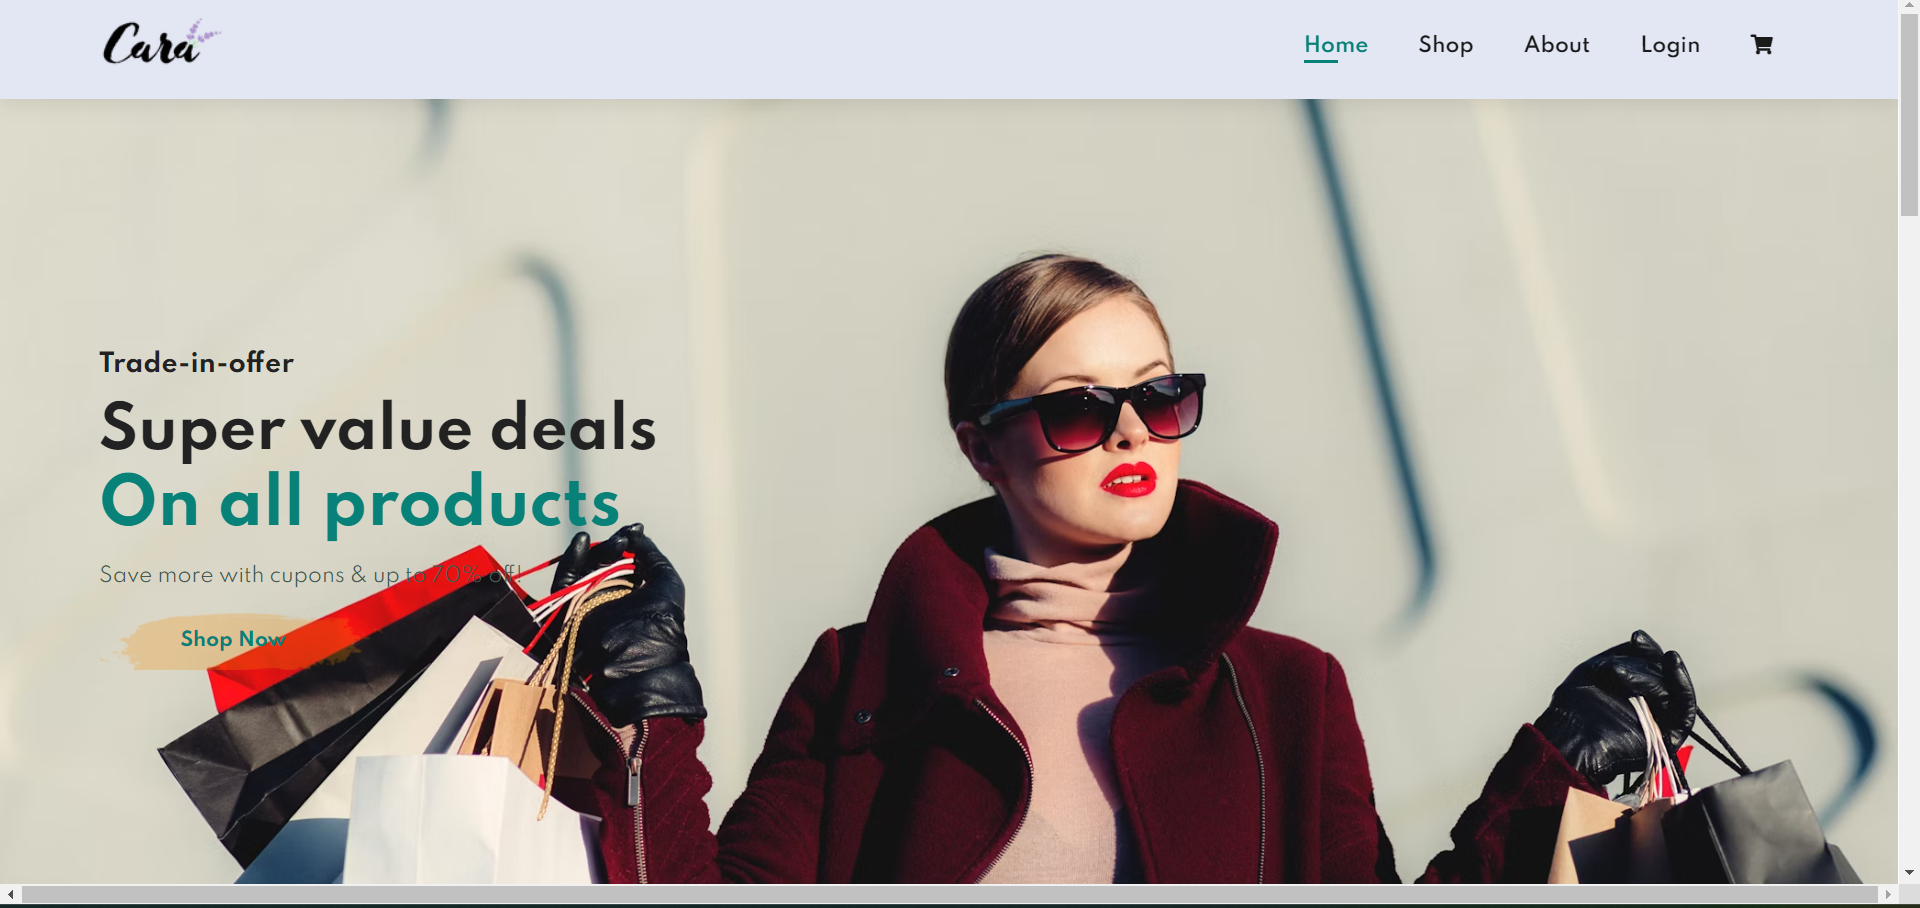 Cara
Home Shop About Login
Trade-in-offer
Super value deals
On all products
Save more with cupons & up to 70% off!
Shop Now